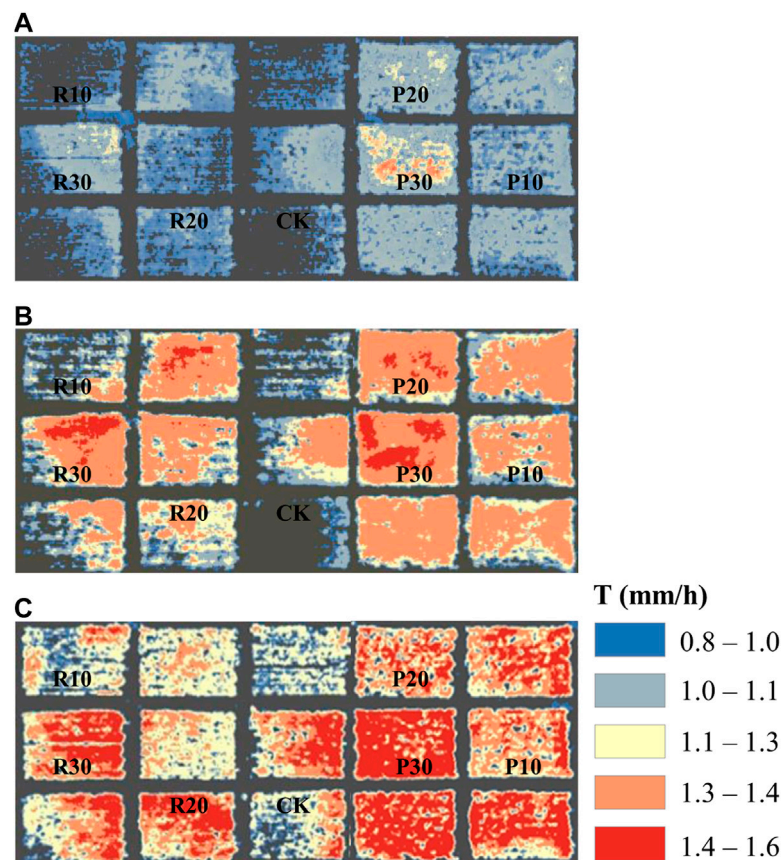 A
R10 P20
R30 P30 P10
R20 CK
B
R10 P20
R30 P30 P10
R20 CK
C
R10 P20
R30 P30 P10
R20 CK
T (mm/h)
0.8 – 1.0
1.0 – 1.1
1.1 – 1.3
1.3 – 1.4
1.4 – 1.6